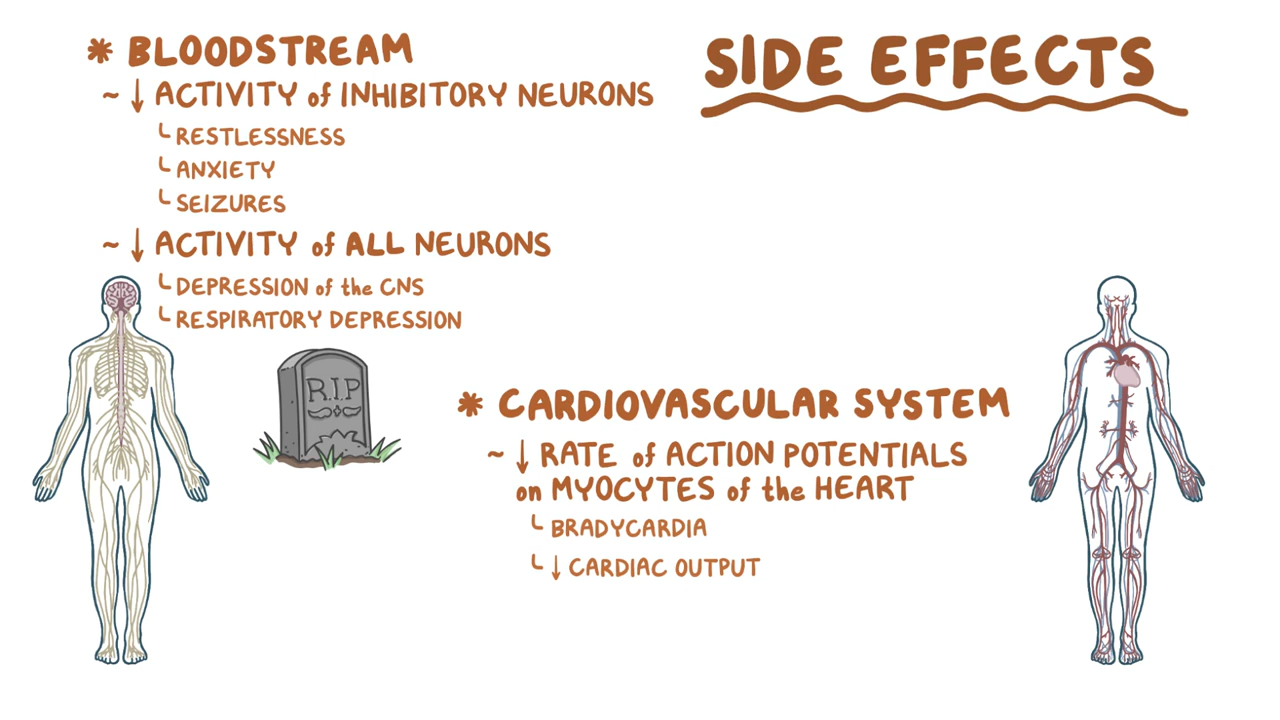 SIDE EFFECTS
* BLOODSTREAM
~ ↓ ACTIVITY of INHIBITORY NEURONS
└ RESTLESSNESS
└ ANXIETY
└ SEIZURES
~ ↓ ACTIVITY of ALL NEURONS
└ DEPRESSION of the CNS
└ RESPIRATORY DEPRESSION
R.I.P
* CARDIOVASCULAR SYSTEM
~ ↓ RATE of ACTION POTENTIALS
on MYOCYTES of the HEART
└ BRADYCARDIA
└ ↓ CARDIAC OUTPUT